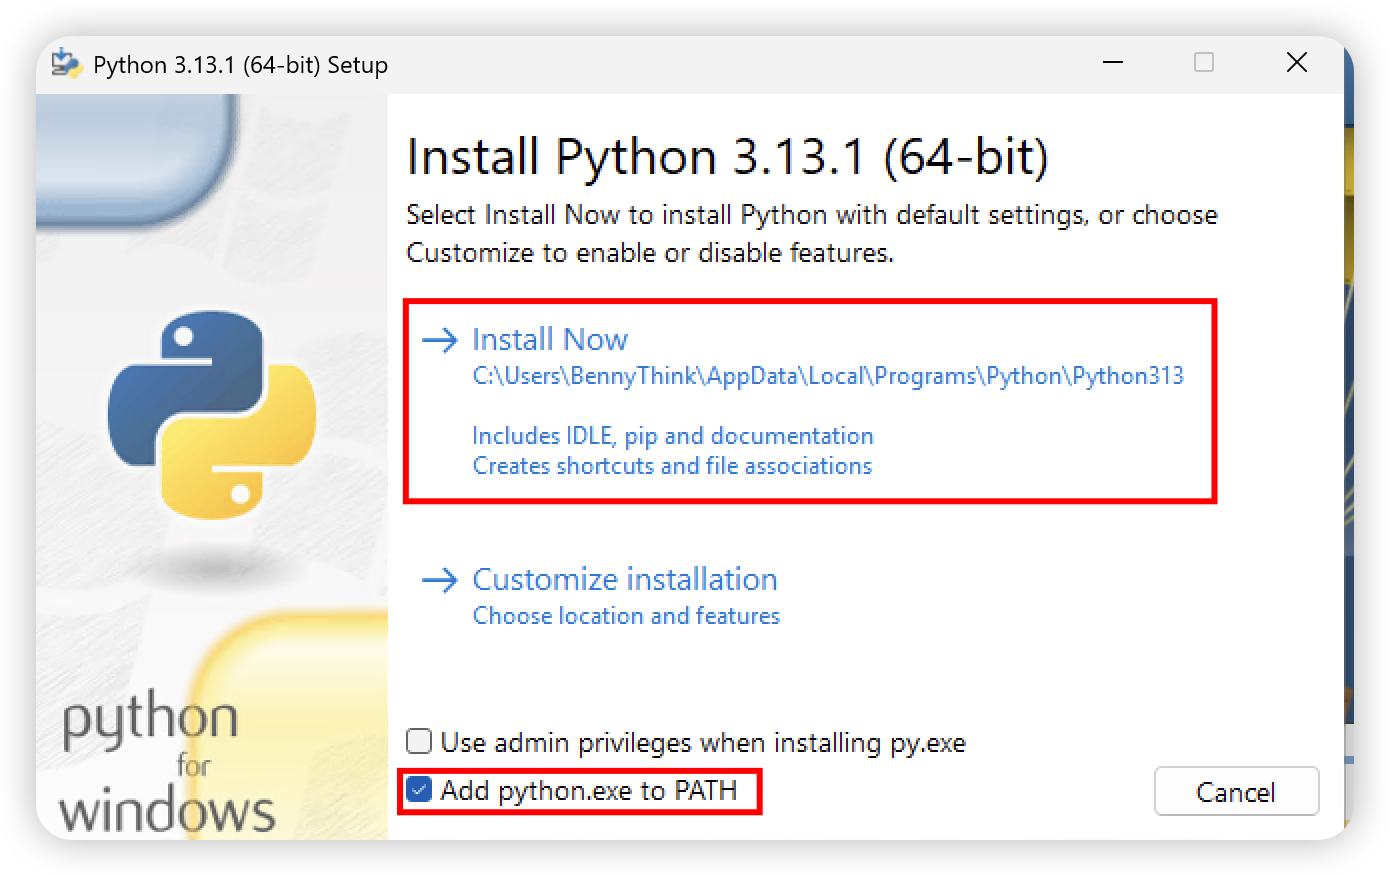 Python 3.13.1 (64-bit) Setup
Install Python 3.13.1 (64-bit)
Select Install Now to install Python with default settings, or choose
Customize to enable or disable features.
Install Now
C:\Users\BennyThink\AppData\Local\Programs\Python\Python313
Includes IDLE, pip and documentation
Creates shortcuts and file associations
Customize installation
Choose location and features
python
for
windows
Use admin privileges when installing py.exe
Add python.exe to PATH
Cancel